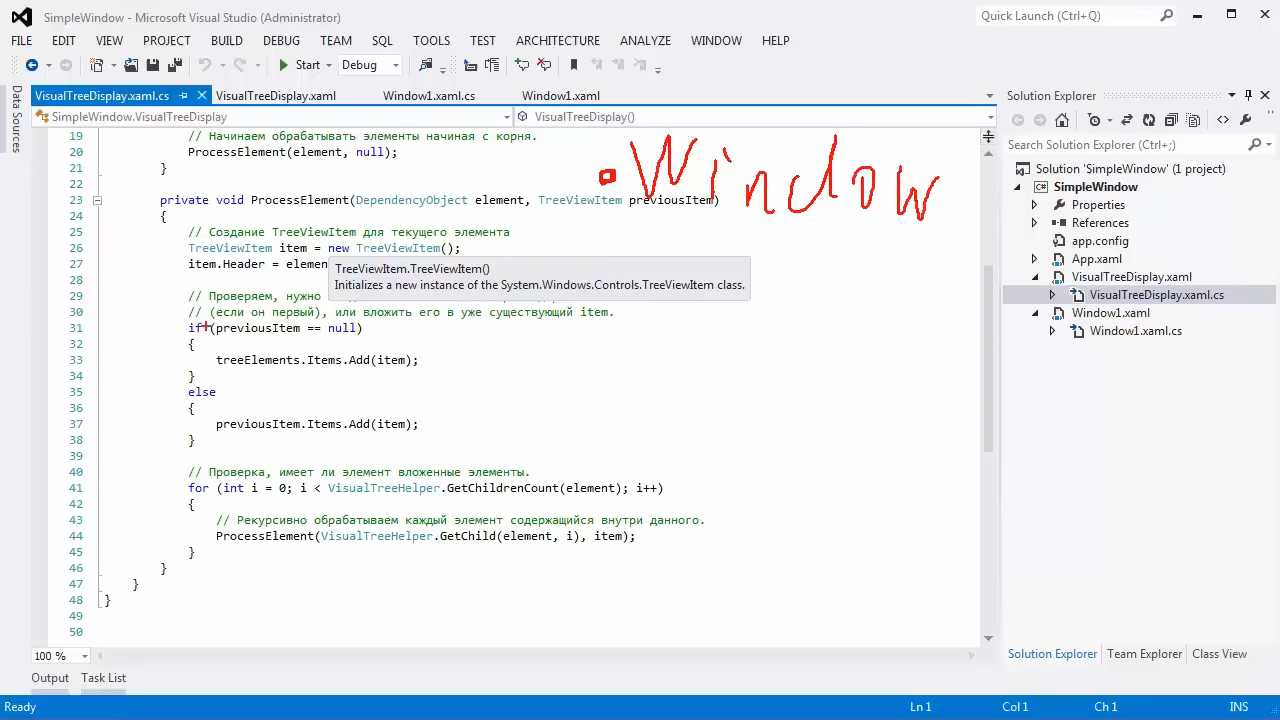 SimpleWindow - Microsoft Visual Studio (Administrator)
Quick Launch (Ctrl+Q)
FILE EDIT VIEW PROJECT BUILD DEBUG TEAM SQL TOOLS TEST ARCHITECTURE ANALYZE WINDOW HELP
Start Debug
Data Sources
VisualTreeDisplay.xaml.cs VisualTreeDisplay.xaml Window1.xaml.cs Window1.xaml
SimpleWindow.VisualTreeDisplay VisualTreeDisplay()
19 // Начинаем обрабатывать элементы начиная с корня.
20 ProcessElement(element, null);
21 }
22
Window
23 private void ProcessElement(DependencyObject element, TreeViewItem previousItem)
24 {
25 // Создание TreeViewItem для текущего элемента
26 TreeViewItem item = new TreeViewItem();
27 item.Header = elemen
TreeViewItem.TreeViewItem()
Initializes a new instance of the System.Windows.Controls.TreeViewItem class.
28
29 // Проверяем, нужно
30 // (если он первый), или вложить его в уже существующий item.
31 if (previousItem == null)
32 {
33 treeElements.Items.Add(item);
34 }
35 else
36 {
37 previousItem.Items.Add(item);
38 }
39
40 // Проверка, имеет ли элемент вложенные элементы.
41 for (int i = 0; i < VisualTreeHelper.GetChildrenCount(element); i++)
42 {
43 // Рекурсивно обрабатываем каждый элемент содержащийся внутри данного.
44 ProcessElement(VisualTreeHelper.GetChild(element, i), item);
45 }
46 }
47 }
48 }
49
50
100 %
Output Task List
Solution Explorer
Search Solution Explorer (Ctrl+;)
Solution 'SimpleWindow' (1 project)
SimpleWindow
Properties
References
app.config
App.xaml
VisualTreeDisplay.xaml
VisualTreeDisplay.xaml.cs
Window1.xaml
Window1.xaml.cs
Solution Explorer Team Explorer Class View
Ready Ln 1 Col 1 Ch 1 INS